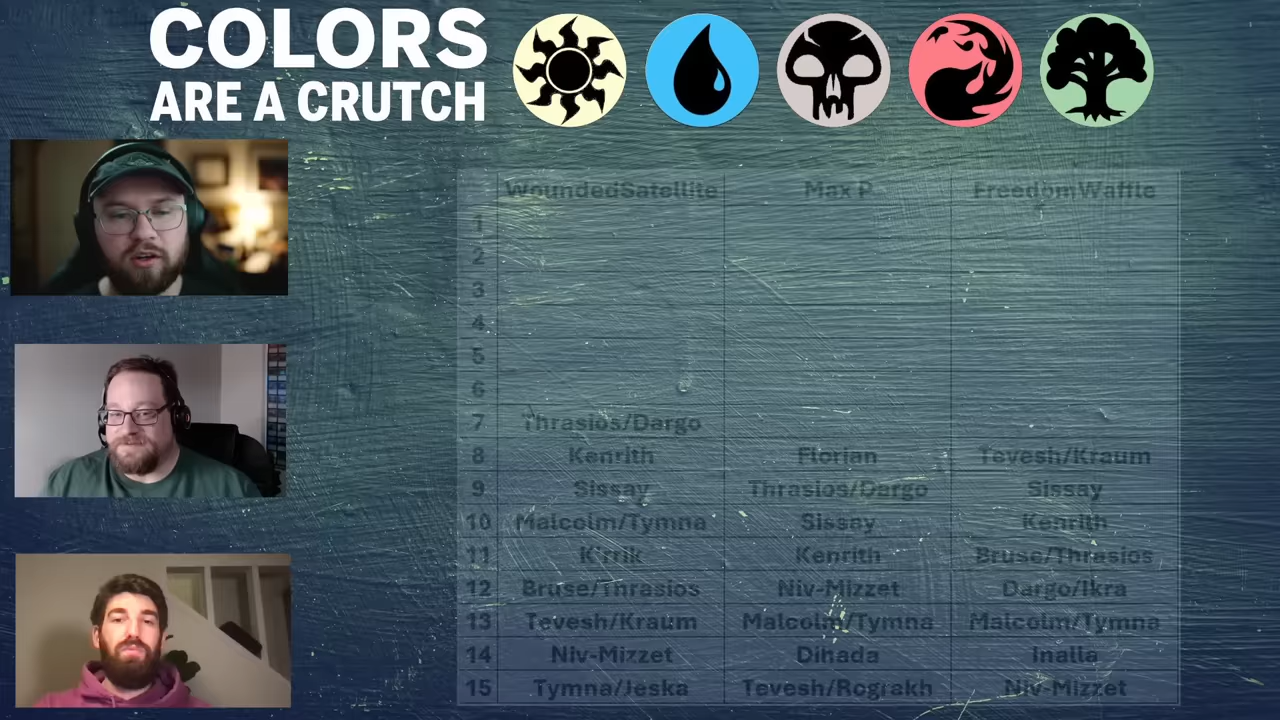 COLORS
ARE A CRUTCH
WoundedSatellite Max P FreedomWaffle
1
2
3
4
5
6
7 Thrasios/Dargo
8 Kenrith Florian Tevesh/Kraum
9 Sissay Thrasios/Dargo Sissay
10 Malcolm/Tymna Sissay Kenrith
11 K'rrik Kenrith Bruse/Thrasios
12 Bruse/Thrasios Niv-Mizzet Dargo/Ikra
13 Tevesh/Kraum Malcolm/Tymna Malcolm/Tymna
14 Niv-Mizzet Dihada Inalla
15 Tymna/Jeska Tevesh/Rograkh Niv-Mizzet